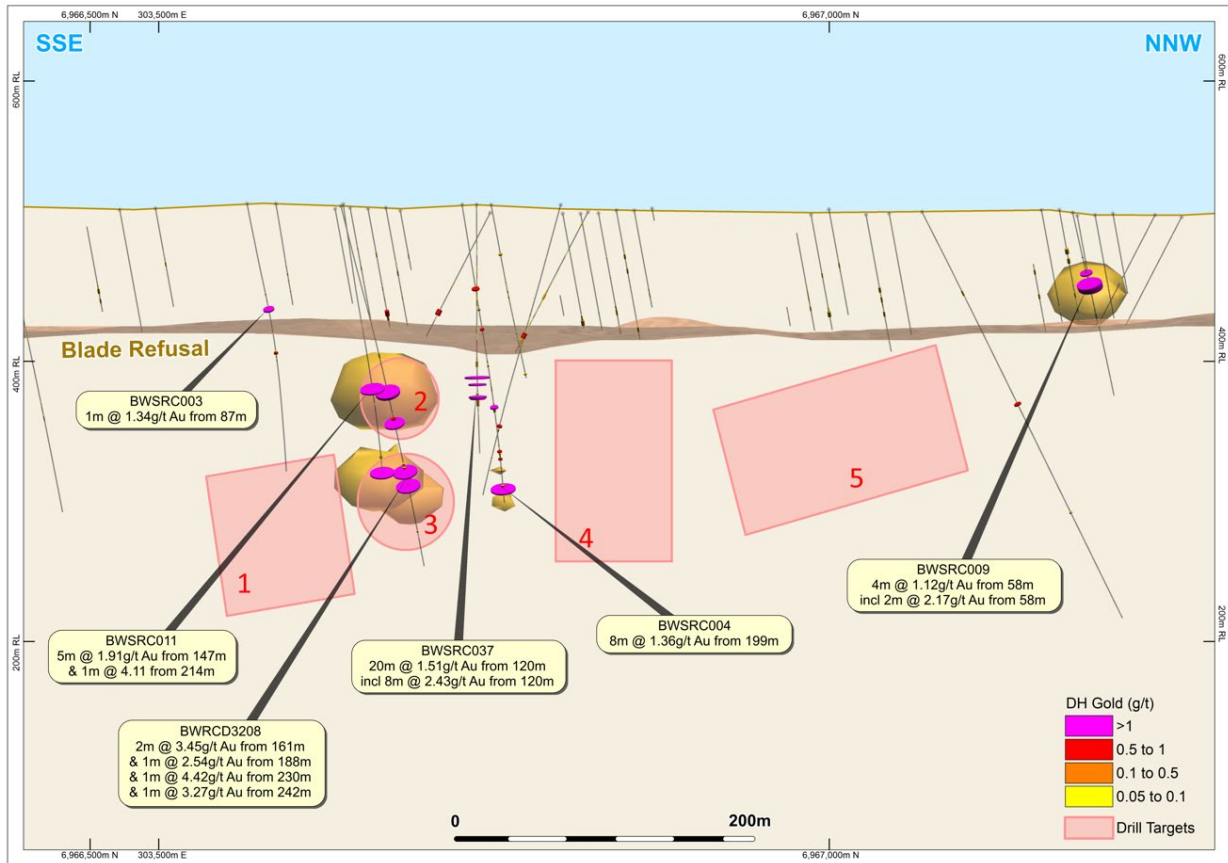 6,966,500m N
303,500m E
6,967,000m N
SSE
NNW
600m RL
600m RL
400m RL
400m RL
Blade Refusal
BWSRC003
1m @ 1.34g/t Au from 87m
2
3
1
4
5
BWSRC009
4m @ 1.12g/t Au from 58m
incl 2m @ 2.17g/t Au from 58m
BWSRC004
8m @ 1.36g/t Au from 199m
BWSRC011
5m @ 1.91g/t Au from 147m
& 1m @ 4.11 from 214m
BWSRC037
20m @ 1.51g/t Au from 120m
incl 8m @ 2.43g/t Au from 120m
200m RL
200m RL
BWRCD3208
2m @ 3.45g/t Au from 161m
& 1m @ 2.54g/t Au from 188m
& 1m @ 4.42g/t Au from 230m
& 1m @ 3.27g/t Au from 242m
DH Gold (g/t)
>1
0.5 to 1
0.1 to 0.5
0.05 to 0.1
Drill Targets
0
200m
6,966,500m N
303,500m E
6,967,000m N